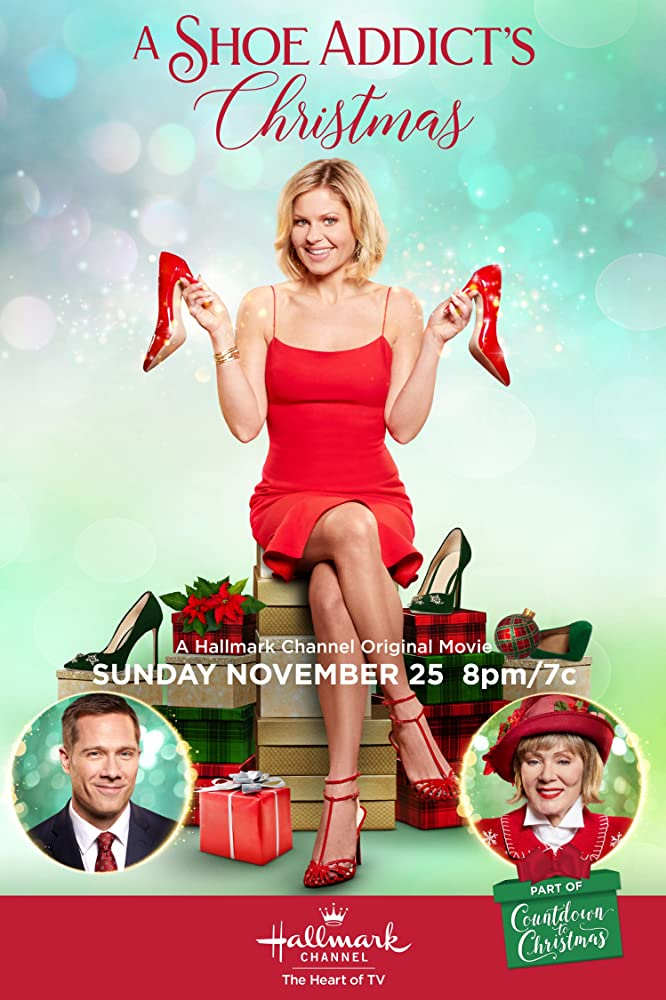 A SHOE ADDICT'S
Christmas
A Hallmark Channel Original Movie
SUNDAY NOVEMBER 25 8pm/7c
PART OF
Countdown
to
Christmas
Hallmark
CHANNEL
The Heart of TV